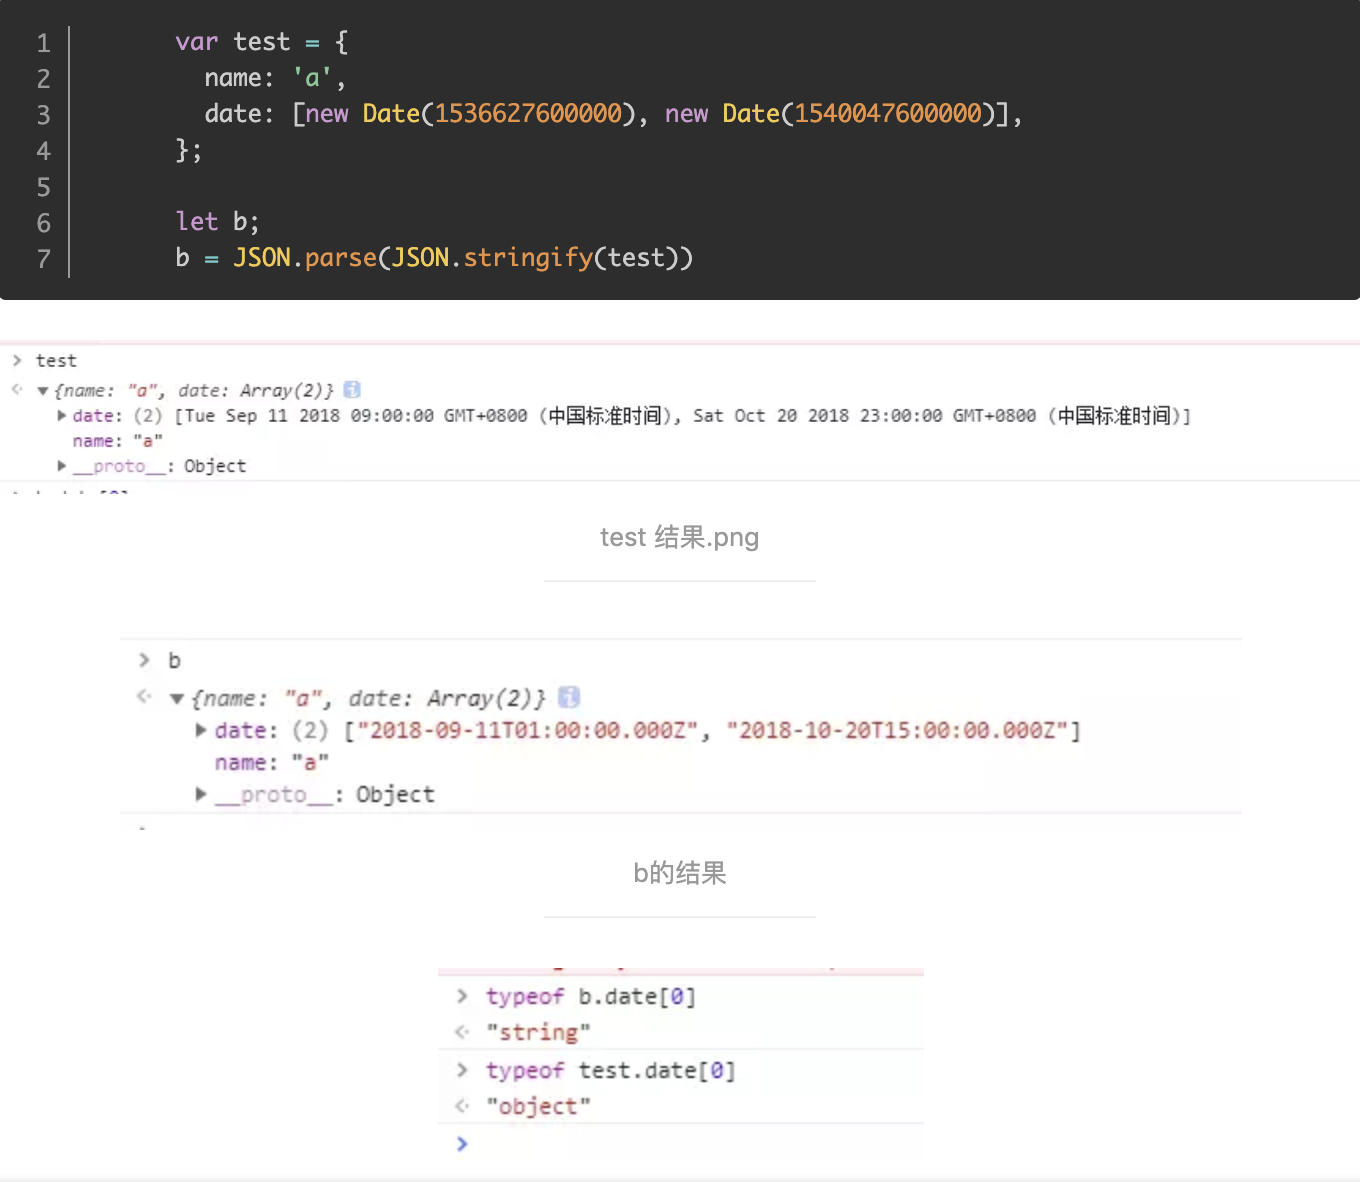 1 var test = {
2 name: 'a',
3 date: [new Date(1536627600000), new Date(1540047600000)],
4 };
5
6 let b;
7 b = JSON.parse(JSON.stringify(test))
> test
{name: "a", date: Array(2)} i
date: (2) [Tue Sep 11 2018 09:00:00 GMT+0800 (中国标准时间), Sat Oct 20 2018 23:00:00 GMT+0800 (中国标准时间)]
name: "a"
__proto__: Object
test 结果.png
> b
{name: "a", date: Array(2)} i
date: (2) ["2018-09-11T01:00:00.000Z", "2018-10-20T15:00:00.000Z"]
name: "a"
__proto__: Object
b的结果
> typeof b.date[0]
"string"
> typeof test.date[0]
"object"
>